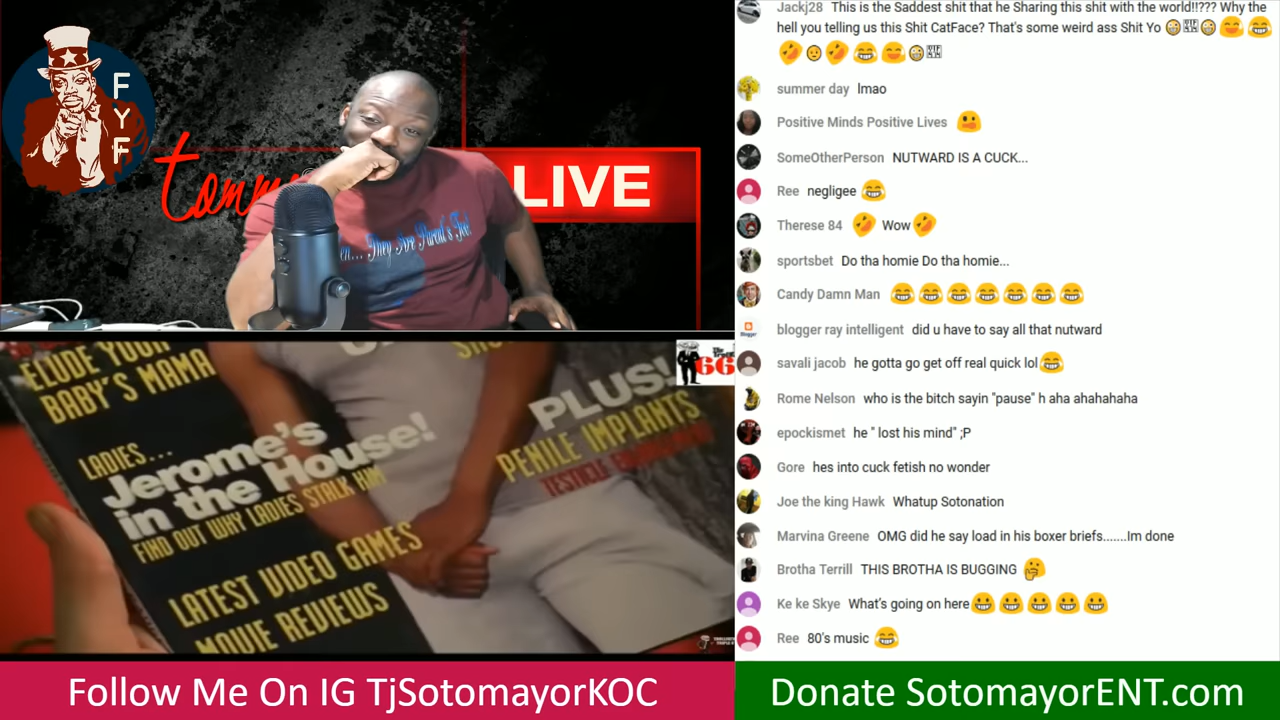 F
Y
F
tomm
LIVE
en... They Are Parent's Too!
ELUDE YOUR
BABY'S MAMA
LADIES...
Jerome's
in the House!
FIND OUT WHY LADIES STALK HIM
LATEST VIDEO GAMES
MOVIE REVIEWS
PLUS!
PENILE IMPLANTS
TESTICLE
66
Follow Me On IG TjSotomayorKOC
Jackj28 This is the Saddest shit that he Sharing this shit with the world!!??? Why the
hell you telling us this Shit CatFace? That's some weird ass Shit Yo
summer day lmao
Positive Minds Positive Lives
SomeOtherPerson NUTWARD IS A CUCK...
Ree negligee 😂
Therese 84 🤣 Wow 🤣
sportsbet Do tha homie Do tha homie...
Candy Damn Man 😂😂😂😂😂😂😂
blogger ray intelligent did u have to say all that nutward
savali jacob he gotta go get off real quick lol 😂
Rome Nelson who is the bitch sayin "pause" h aha ahahahaha
epockismet he " lost his mind" ;P
Gore hes into cuck fetish no wonder
Joe the king Hawk Whatup Sotonation
Marvina Greene OMG did he say load in his boxer briefs.......Im done
Brotha Terrill THIS BROTHA IS BUGGING 🤔
Ke ke Skye What's going on here 😀😀😀😀😀
Ree 80's music 😂
Donate SotomayorENT.com